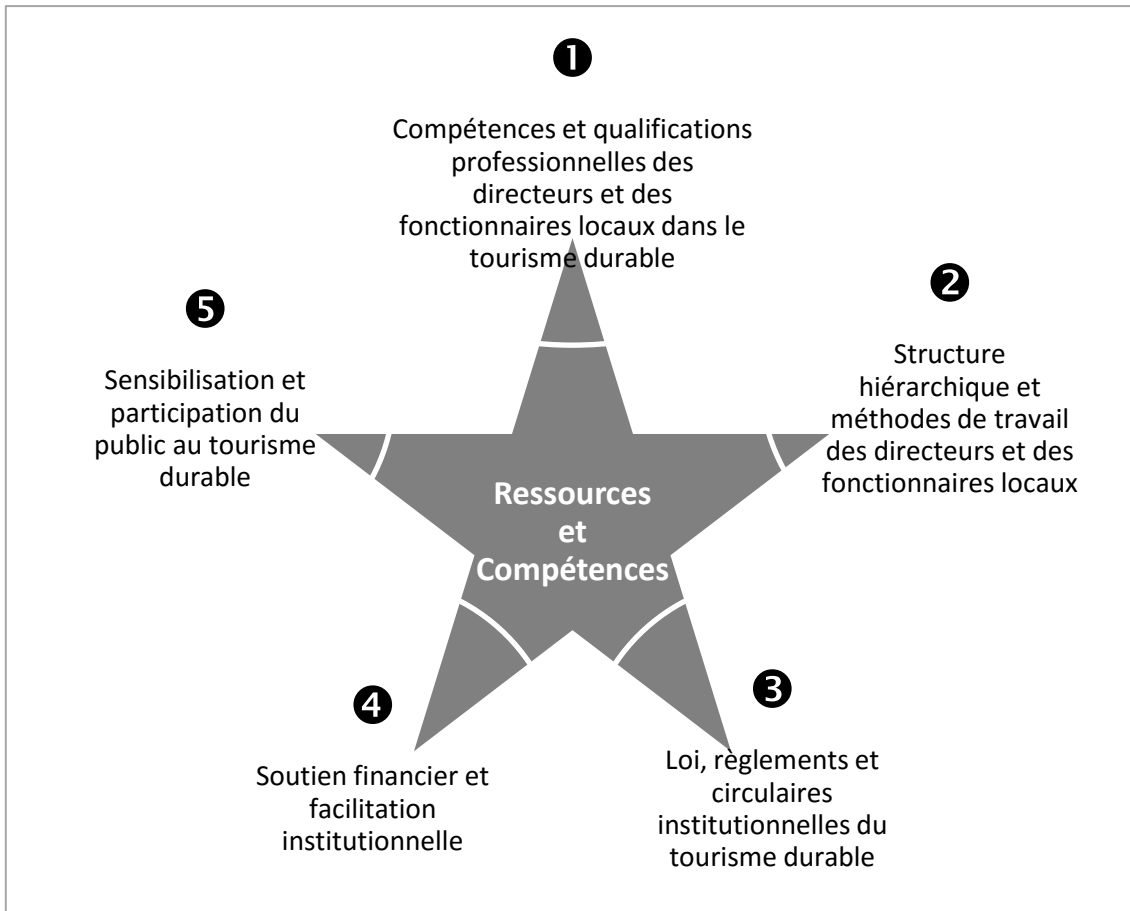 ❶
Compétences et qualifications
professionnelles des
directeurs et des
fonctionnaires locaux dans le
tourisme durable
❷
Structure
hiérarchique et
méthodes de travail
des directeurs et des
fonctionnaires locaux
❸
Loi, règlements et
circulaires
institutionnelles du
tourisme durable
❹
Soutien financier et
facilitation
institutionnelle
❺
Sensibilisation et
participation du
public au tourisme
durable
Ressources
et
Compétences